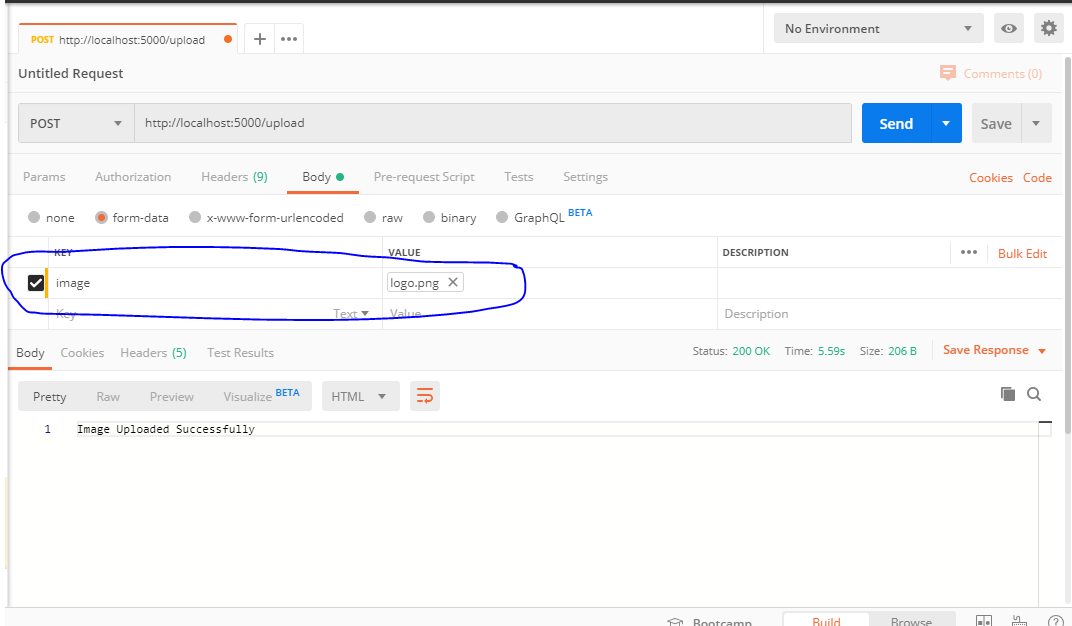 POST http://localhost:5000/upload
No Environment
Untitled Request
Comments (0)
POST http://localhost:5000/upload Send Save
Params Authorization Headers (9) Body Pre-request Script Tests Settings Cookies Code
none form-data x-www-form-urlencoded raw binary GraphQL BETA
KEY VALUE DESCRIPTION Bulk Edit
image logo.png
Key Text Value Description
Body Cookies Headers (5) Test Results Status: 200 OK Time: 5.59s Size: 206 B Save Response
Pretty Raw Preview Visualize BETA HTML
1 Image Uploaded Successfully
Bootcamp Build Browse